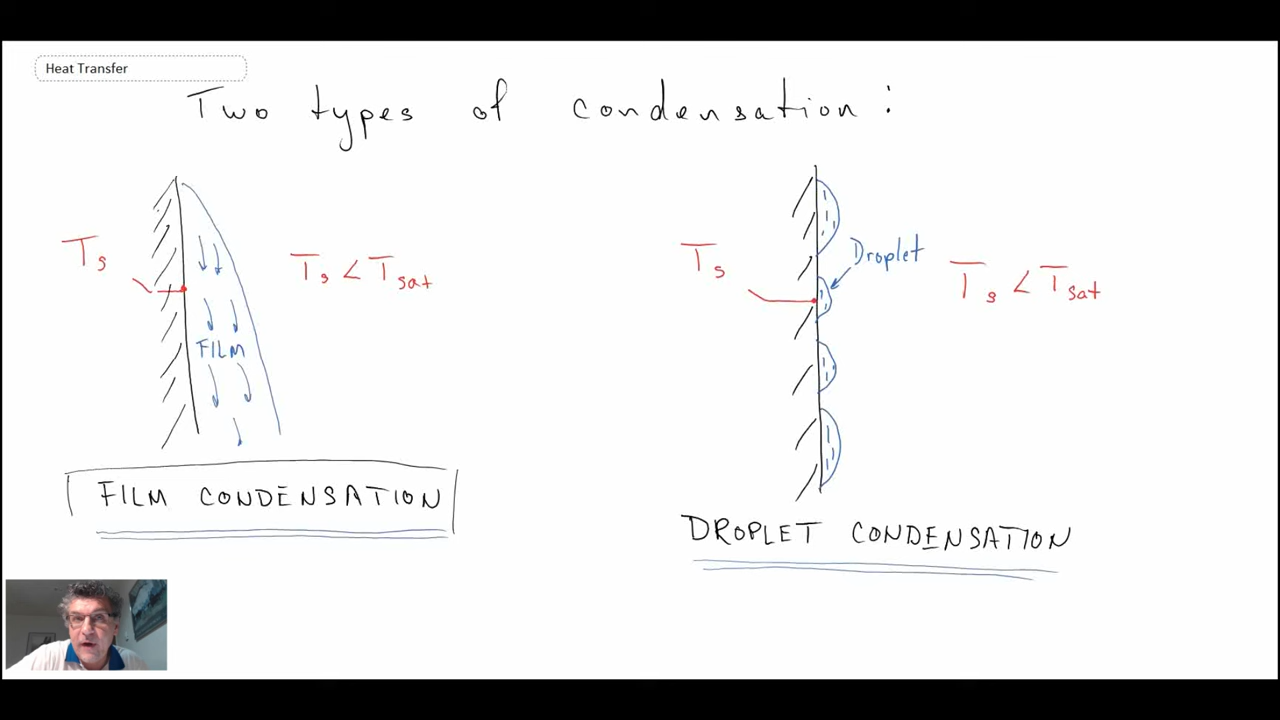 Heat Transfer
Two types of condensation:
Ts
Ts < Tsat
FILM
FILM CONDENSATION
Ts
Droplet
Ts < Tsat
DROPLET CONDENSATION